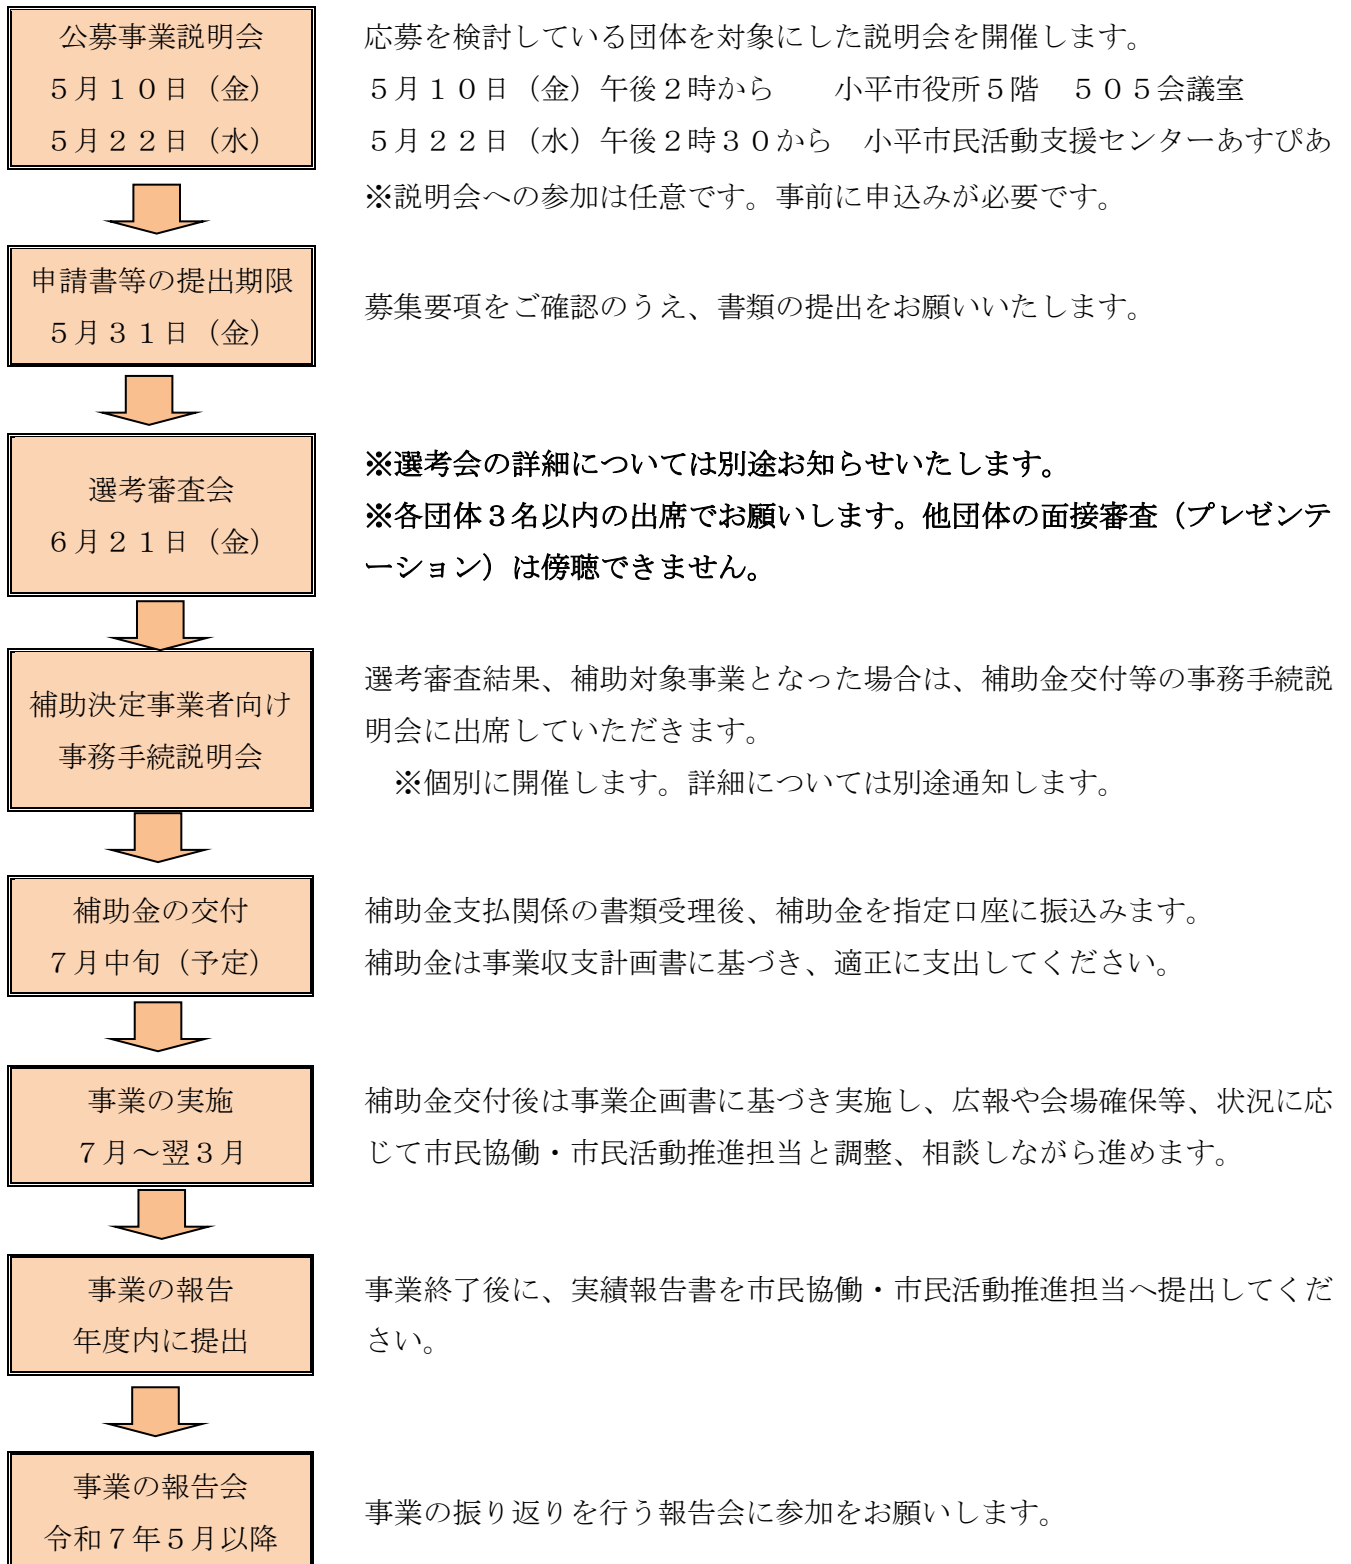 公募事業説明会
５月１０日（金）
５月２２日（水）
応募を検討している団体を対象にした説明会を開催します。
５月１０日（金）午後２時から　　小平市役所５階　５０５会議室
５月２２日（水）午後２時３０から　小平市民活動支援センターあすぴあ
※説明会への参加は任意です。事前に申込みが必要です。
申請書等の提出期限
５月３１日（金）
募集要項をご確認のうえ、書類の提出をお願いいたします。
選考審査会
６月２１日（金）
※選考会の詳細については別途お知らせいたします。
※各団体３名以内の出席でお願いします。他団体の面接審査（プレゼンテ
ーション）は傍聴できません。
補助決定事業者向け
事務手続説明会
選考審査結果、補助対象事業となった場合は、補助金交付等の事務手続説
明会に出席していただきます。
※個別に開催します。詳細については別途通知します。
補助金の交付
７月中旬（予定）
補助金支払関係の書類受理後、補助金を指定口座に振込みます。
補助金は事業収支計画書に基づき、適正に支出してください。
事業の実施
７月～翌３月
補助金交付後は事業企画書に基づき実施し、広報や会場確保等、状況に応
じて市民協働・市民活動推進担当と調整、相談しながら進めます。
事業の報告
年度内に提出
事業終了後に、実績報告書を市民協働・市民活動推進担当へ提出してくだ
さい。
事業の報告会
令和７年５月以降
事業の振り返りを行う報告会に参加をお願いします。